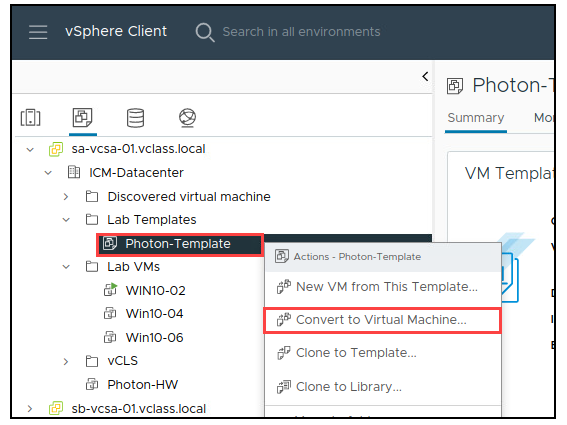 vSphere Client
Search in all environments
Photon-T
Summary
Mo
sa-vcsa-01.vclass.local
ICM-Datacenter
VM Templat
Discovered virtual machine
Lab Templates
Photon-Template
Actions - Photon-Template
Lab VMs
New VM from This Template...
WIN10-02
Win10-04
Convert to Virtual Machine...
Win10-06
Clone to Template...
vCLS
Photon-HW
Clone to Library...
sb-vcsa-01.vclass.local